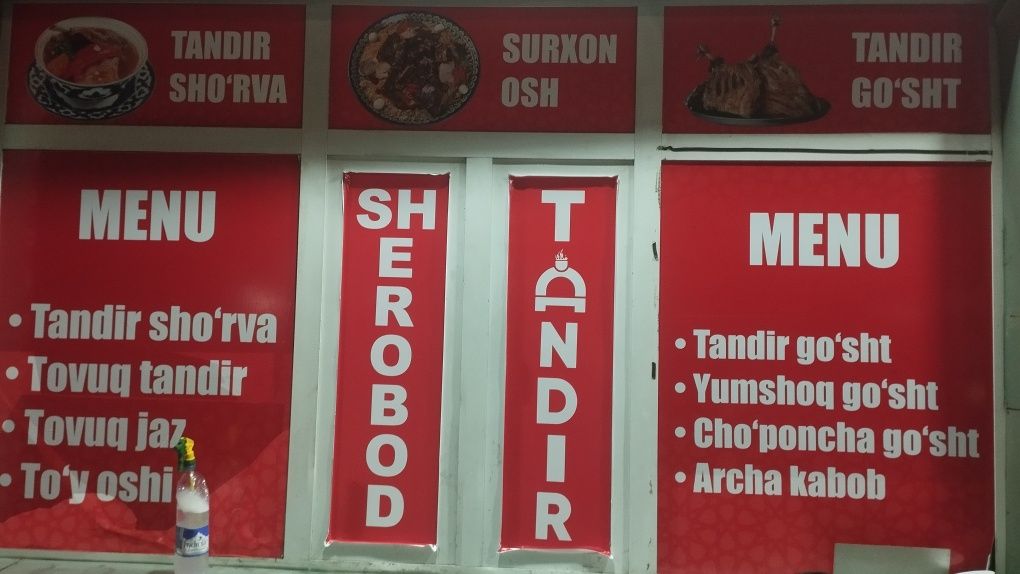 TANDIR
SHO‘RVA
SURXON
OSH
TANDIR
GO‘SHT
MENU
• Tandir sho‘rva
• Tovuq tandir
• Tovuq jaz
• To‘y oshi
SHEROBOD
TANDIR
MENU
• Tandir go‘sht
• Yumshoq go‘sht
• Cho‘poncha go‘sht
• Archa kabob